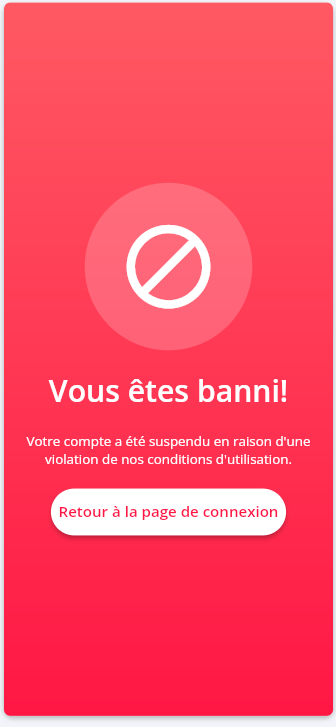 Vous êtes banni!
Votre compte a été suspendu en raison d'une
violation de nos conditions d'utilisation.
Retour à la page de connexion